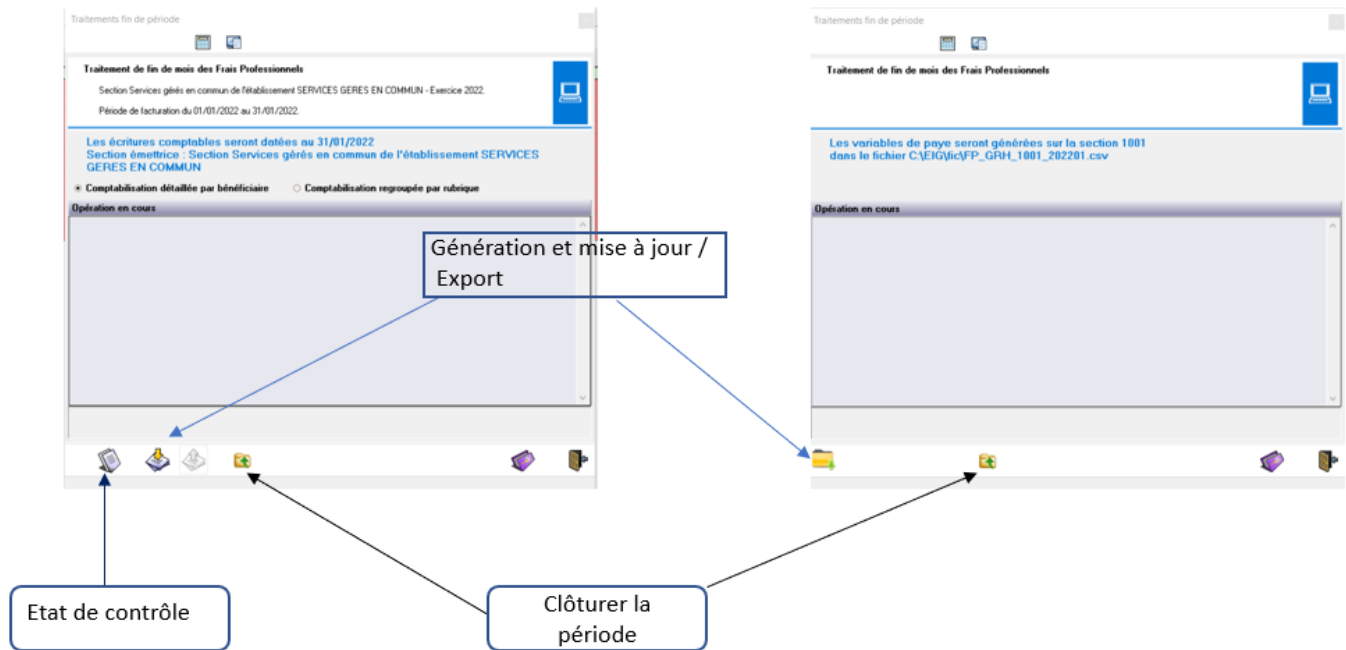 Traitements fin de période
Traitement de fin de mois des Frais Professionnels
Section Services gérés en commun de l'établissement SERVICES GERES EN COMMUN - Exercice 2022.
Période de facturation du 01/01/2022 au 31/01/2022.
Les écritures comptables seront datées au 31/01/2022
Section émettrice : Section Services gérés en commun de l'établissement SERVICES
GERES EN COMMUN
Comptabilisation détaillée par bénéficiaire
Comptabilisation regroupée par rubrique
Opération en cours
Traitements fin de période
Traitement de fin de mois des Frais Professionnels
Les variables de paye seront générées sur la section 1001
dans le fichier C:\EIG\fic\FP_GRH_1001_202201.csv
Opération en cours
Génération et mise à jour /
Export
Etat de contrôle
Clôturer la
période